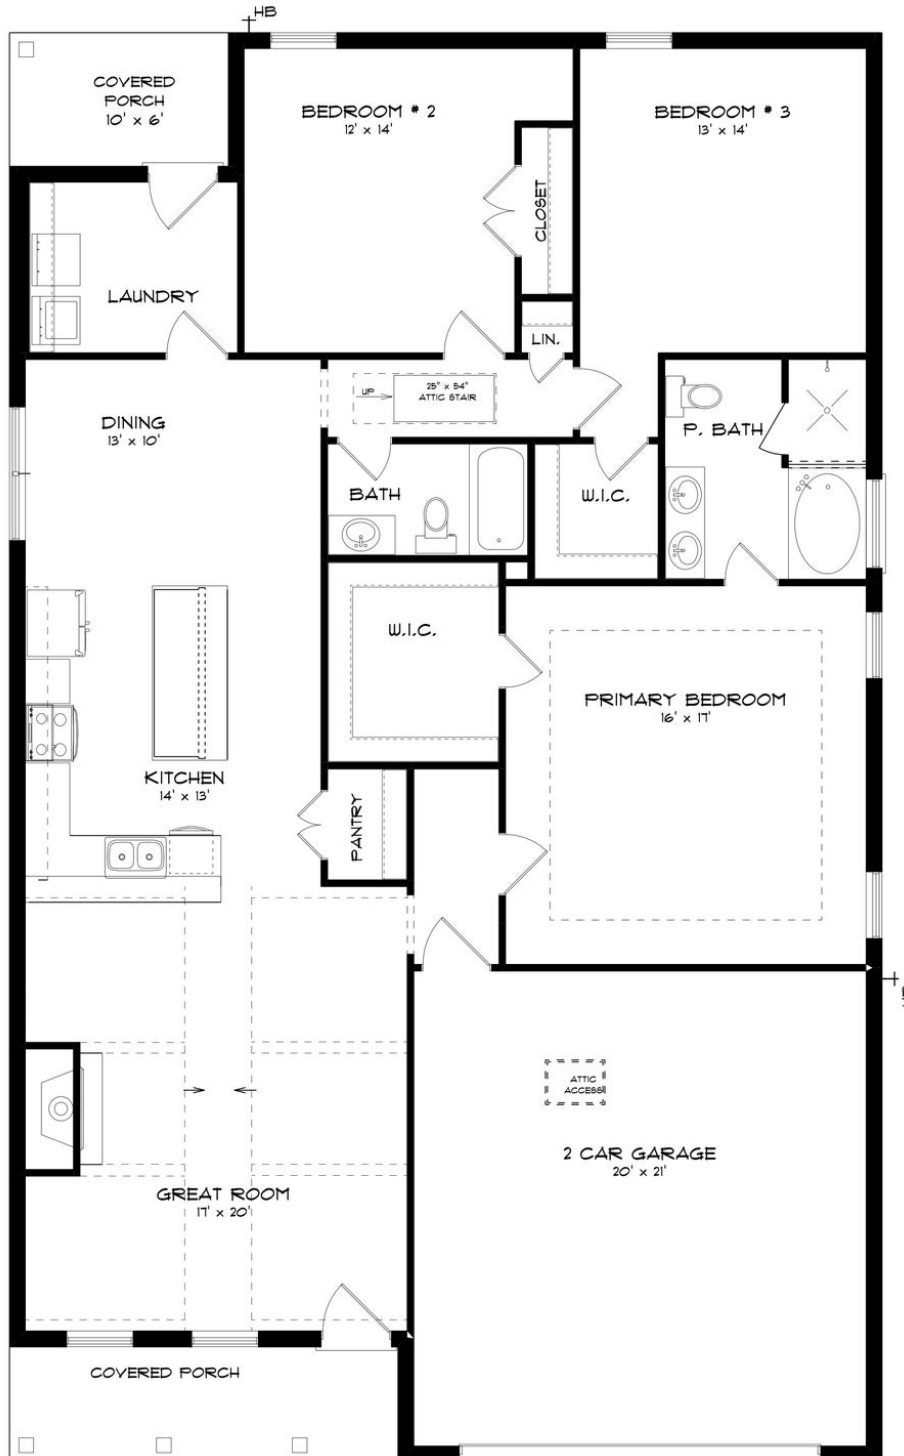 HB
COVERED
PORCH
10' x 6'
BEDROOM # 2
12' x 14'
BEDROOM # 3
13' x 14'
CLOSET
LAUNDRY
LIN.
UP
25" x 54"
ATTIC STAIR
DINING
13' x 10'
P. BATH
BATH
W.I.C.
W.I.C.
PRIMARY BEDROOM
16' x 17'
KITCHEN
14' x 13'
PANTRY
ATTIC
ACCESS
2 CAR GARAGE
20' x 21'
GREAT ROOM
17' x 20'
COVERED PORCH